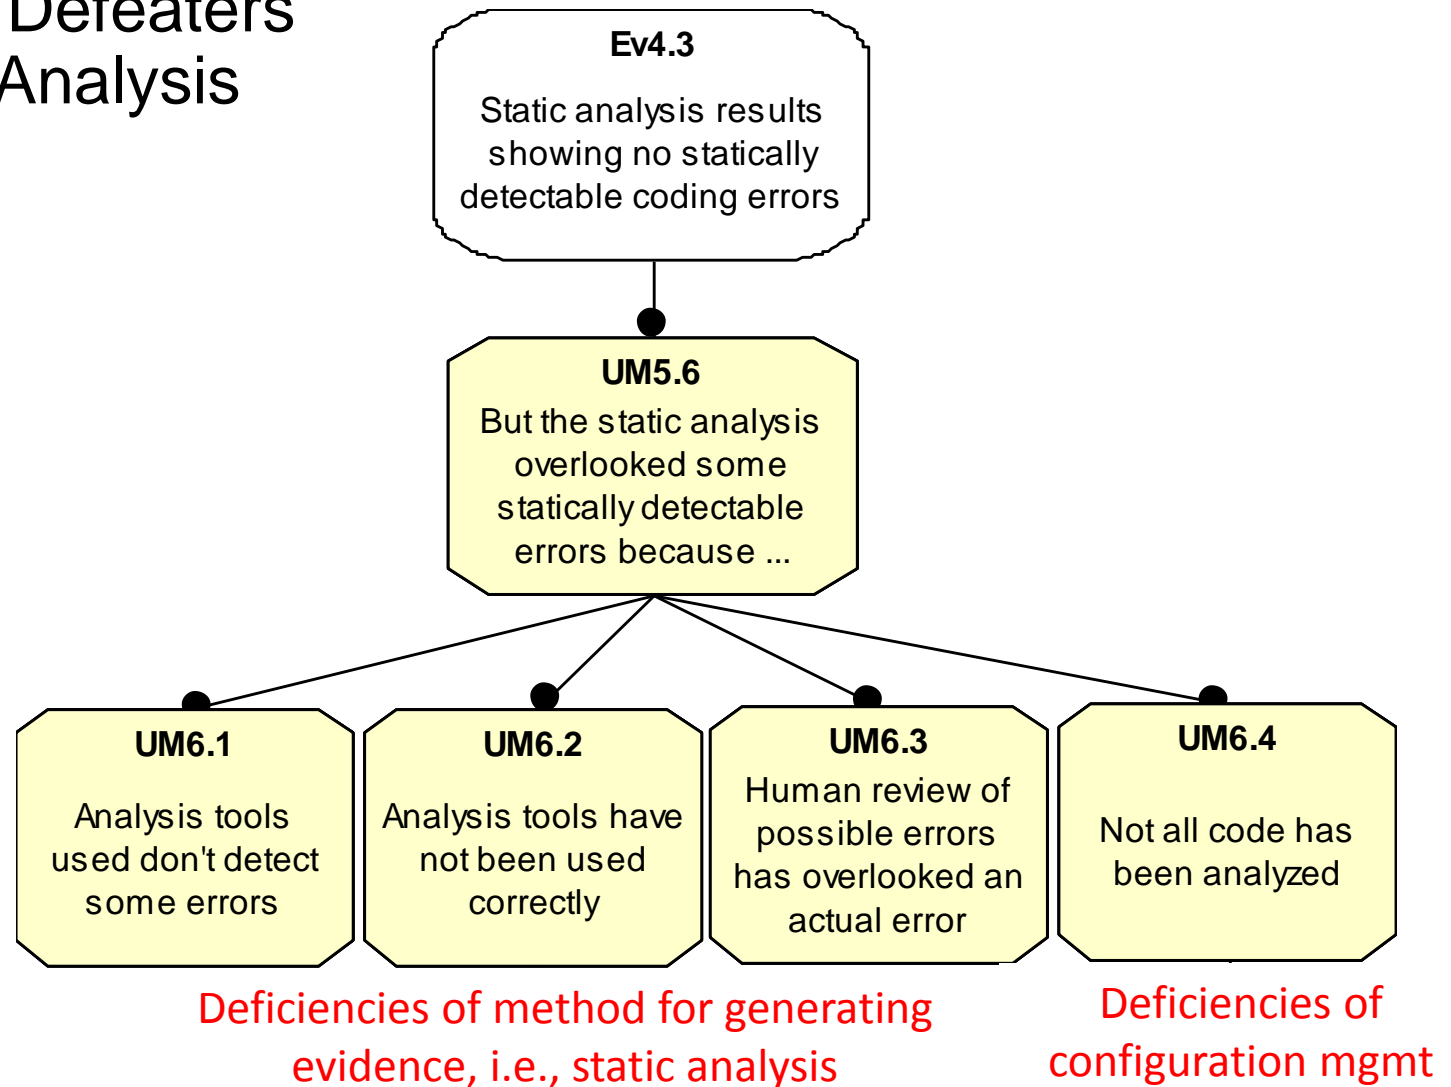 Defeaters
Analysis
Ev4.3
Static analysis results
showing no statically
detectable coding errors
UM5.6
But the static analysis
overlooked some
statically detectable
errors because ...
UM6.1
Analysis tools
used don't detect
some errors
UM6.2
Analysis tools have
not been used
correctly
UM6.3
Human review of
possible errors
has overlooked an
actual error
UM6.4
Not all code has
been analyzed
Deficiencies of method for generating
evidence, i.e., static analysis
Deficiencies of
configuration mgmt